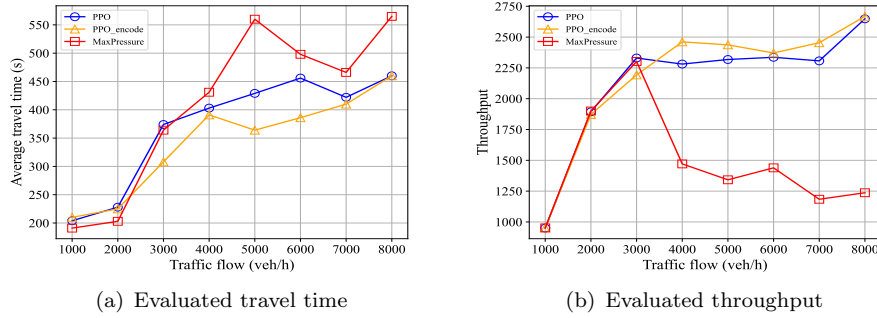 PPO
PPO_encode
MaxPressure
550
500
450
400
350
300
250
200
Average travel time (s)
1000 2000 3000 4000 5000 6000 7000 8000
Traffic flow (veh/h)
(a) Evaluated travel time
PPO
PPO_encode
MaxPressure
2750
2500
2250
2000
1750
1500
1250
1000
Throughput
1000 2000 3000 4000 5000 6000 7000 8000
Traffic flow (veh/h)
(b) Evaluated throughput